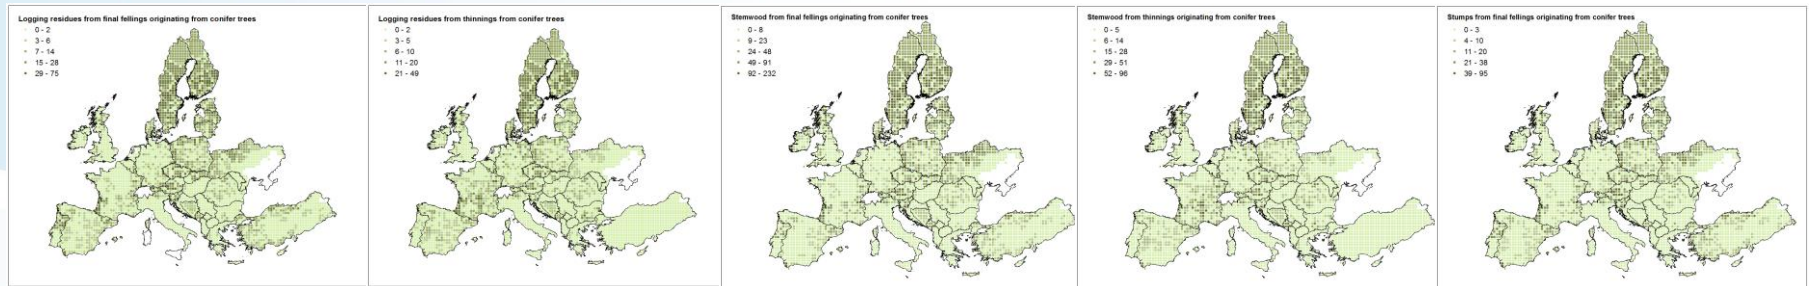 Logging residues from final fellings originating from conifer trees
0 - 2
3 - 6
7 - 14
15 - 28
29 - 75
Logging residues from thinnings from conifer trees
0 - 2
3 - 5
6 - 10
11 - 20
21 - 49
Stemwood from final fellings originating from conifer trees
0 - 8
9 - 23
24 - 48
49 - 91
92 - 232
Stemwood from thinnings originating from conifer trees
0 - 5
6 - 14
15 - 28
29 - 51
52 - 96
Stumps from final fellings originating from conifer trees
0 - 3
4 - 10
11 - 20
21 - 38
39 - 95